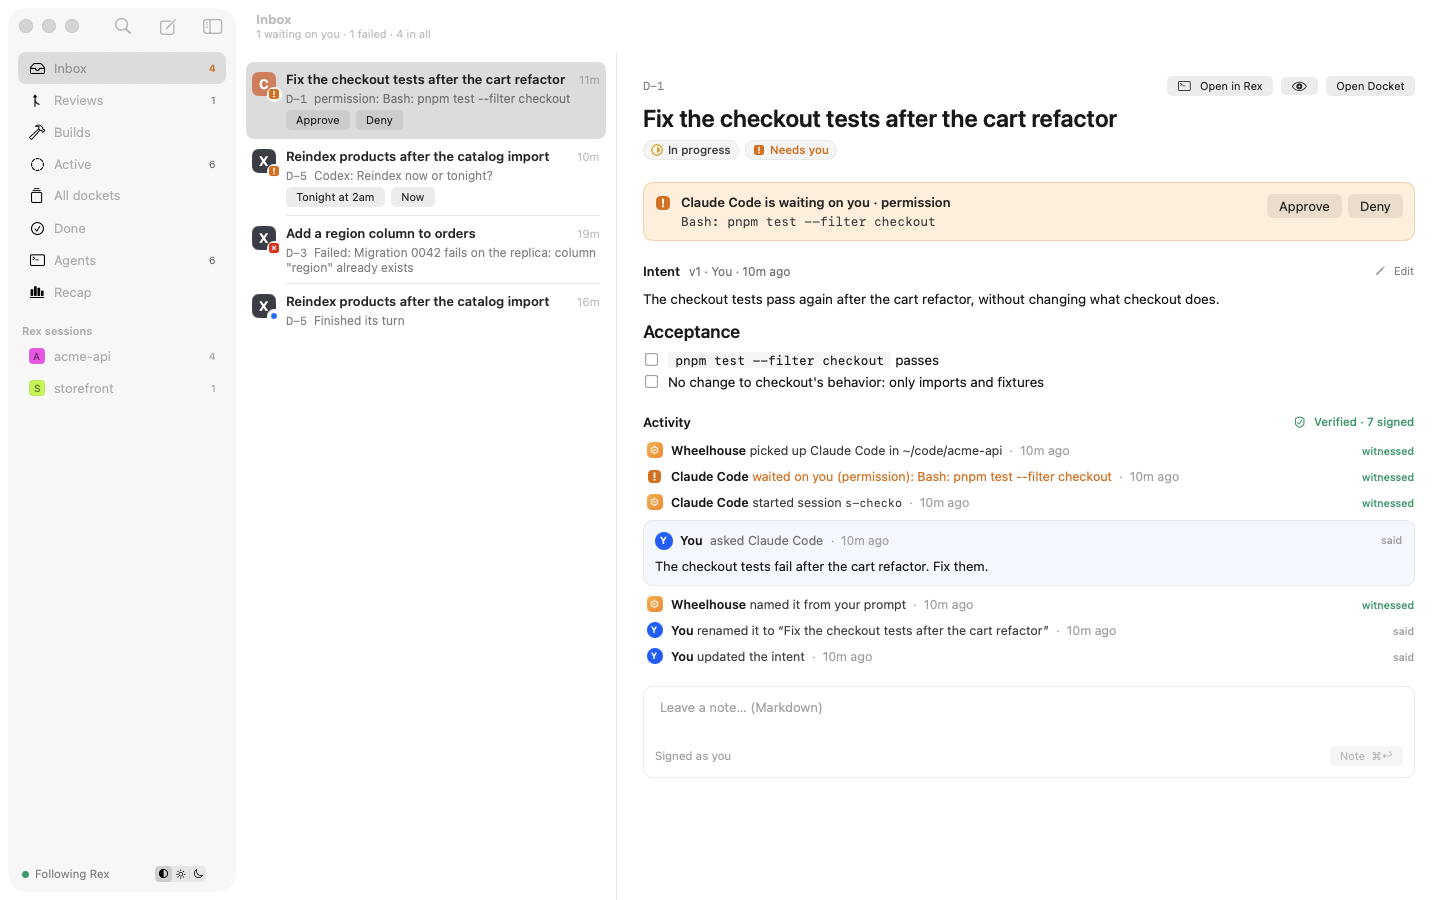 Inbox
1 waiting on you · 1 failed · 4 in all
Inbox 4
Reviews 1
Builds
Active 6
All dockets
Done
Agents 6
Recap
Rex sessions
A acme-api 4
S storefront 1
Following Rex
C Fix the checkout tests after the cart refactor 11m
D–1 permission: Bash: pnpm test --filter checkout
Approve Deny
X Reindex products after the catalog import 10m
D–5 Codex: Reindex now or tonight?
Tonight at 2am Now
X Add a region column to orders 19m
D–3 Failed: Migration 0042 fails on the replica: column
"region" already exists
X Reindex products after the catalog import 16m
D–5 Finished its turn
D–1
Open in Rex Open Docket
Fix the checkout tests after the cart refactor
In progress Needs you
Claude Code is waiting on you · permission
Bash: pnpm test --filter checkout
Approve Deny
Intent v1 · You · 10m ago Edit
The checkout tests pass again after the cart refactor, without changing what checkout does.
Acceptance
pnpm test --filter checkout passes
No change to checkout's behavior: only imports and fixtures
Activity Verified · 7 signed
Wheelhouse picked up Claude Code in ~/code/acme-api · 10m ago witnessed
Claude Code waited on you (permission): Bash: pnpm test --filter checkout · 10m ago witnessed
Claude Code started session s–checko · 10m ago witnessed
Y You asked Claude Code · 10m ago said
The checkout tests fail after the cart refactor. Fix them.
Wheelhouse named it from your prompt · 10m ago witnessed
Y You renamed it to “Fix the checkout tests after the cart refactor” · 10m ago said
Y You updated the intent · 10m ago said
Leave a note… (Markdown)
Signed as you Note ⌘↩